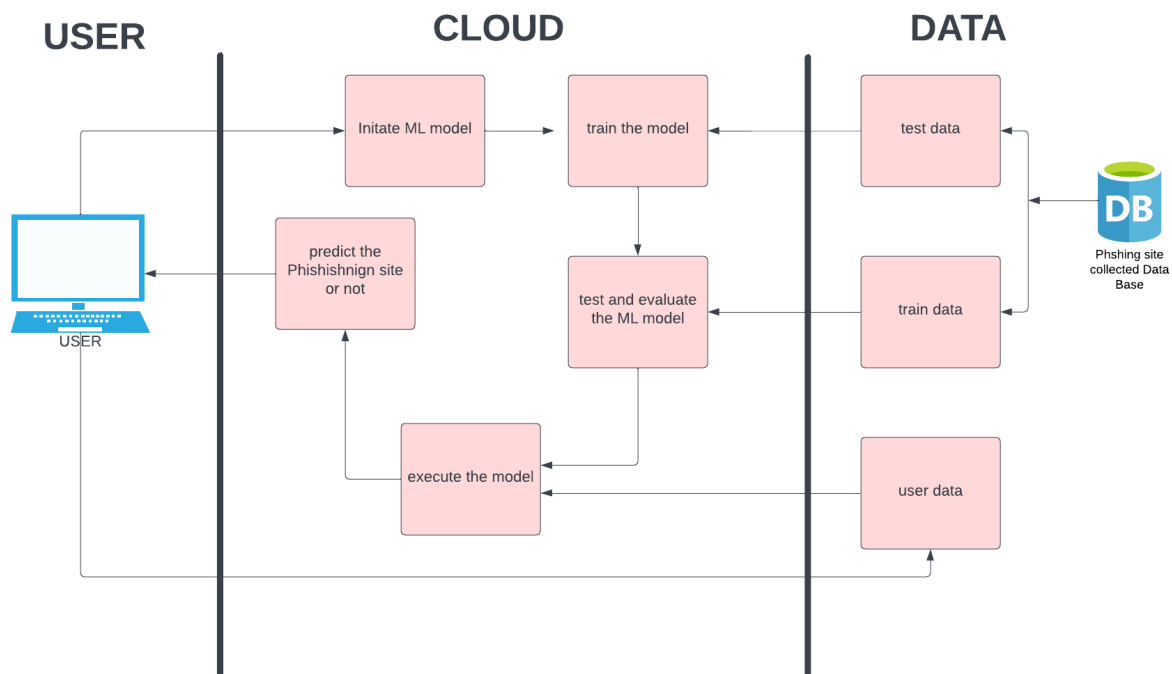 USER
CLOUD
DATA
Initate ML model
train the model
test data
DB
Phshing site
collected Data
Base
predict the
Phishishnign site
or not
test and evaluate
the ML model
train data
USER
execute the model
user data